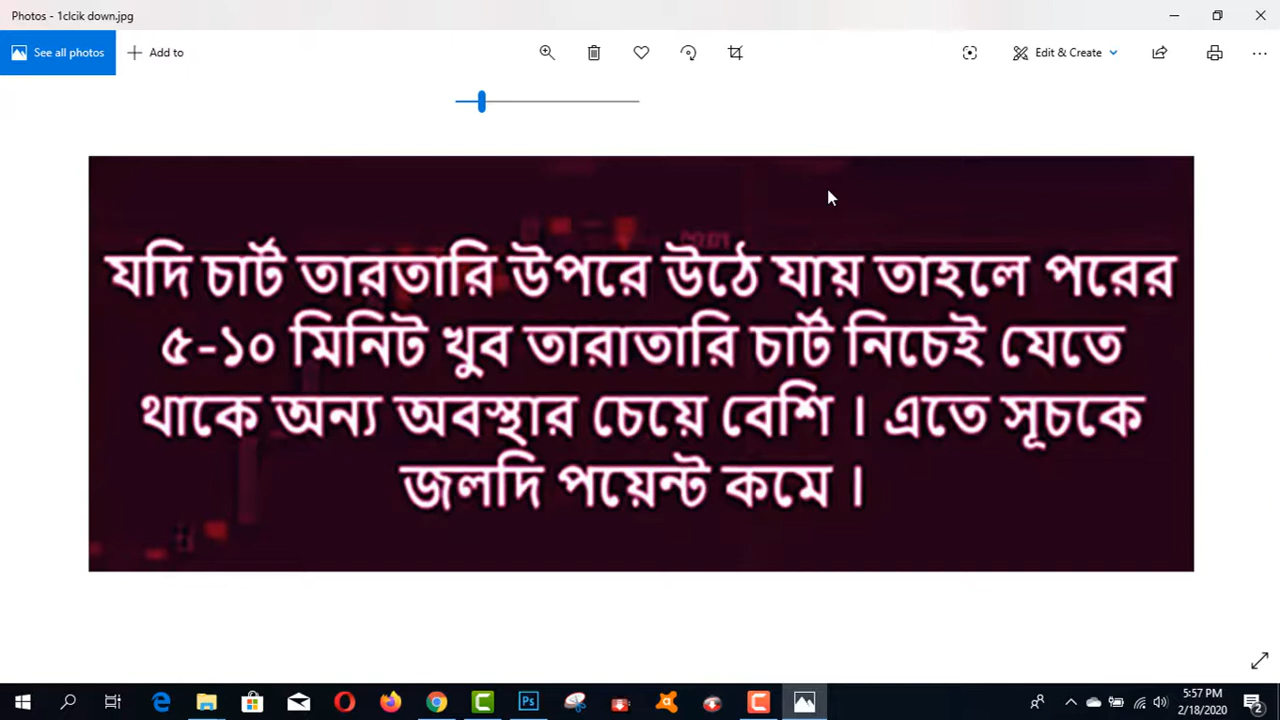 Photos - 1clcik down.jpg
See all photos
Add to
Edit & Create
যদি চার্ট তারতারি উপরে উঠে যায় তাহলে পরের
৫-১০ মিনিট খুব তারাতারি চার্ট নিচেই যেতে
থাকে অন্য অবস্থার চেয়ে বেশি ।  এতে সূচকে
জলদি পয়েন্ট কমে ।
5:57 PM
2/18/2020
2